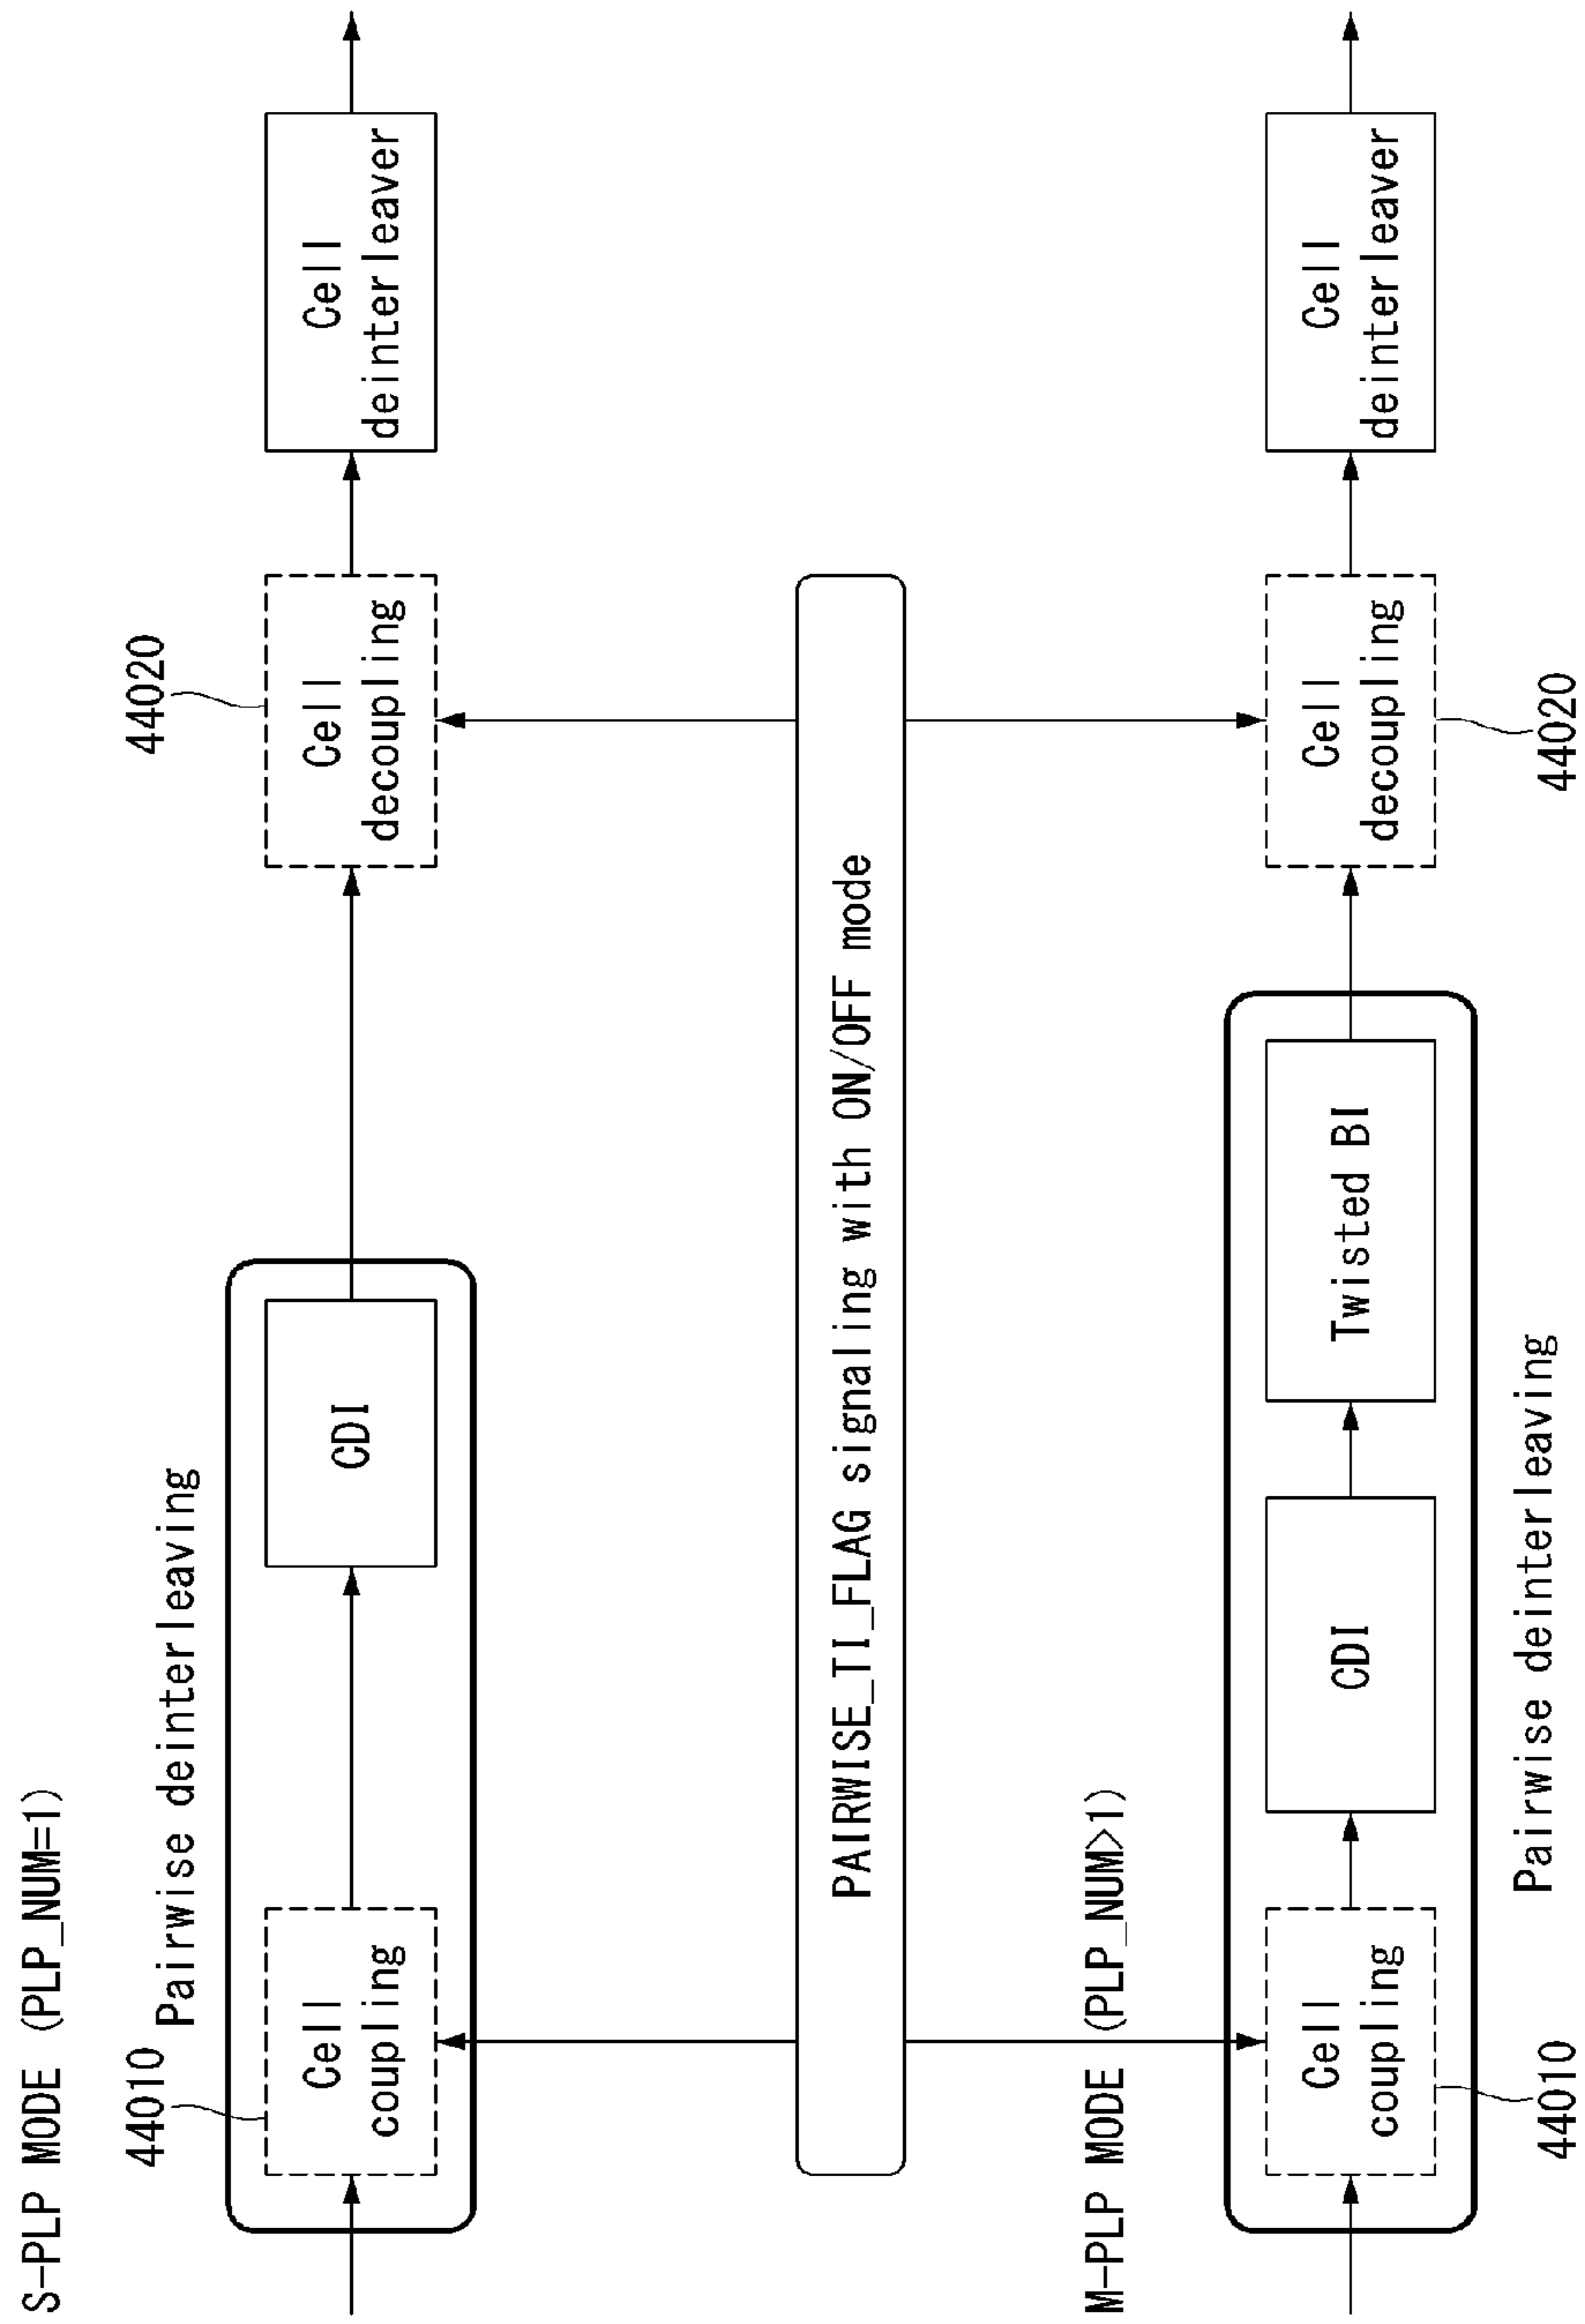 S-PLP MODE (PLP_NUM=1)
Pairwise deinterleaving
44010
44020
Cell
coupling
CDI
Cell
decoupling
Cell
deinterleaver
PAIRWISE_TI_FLAG signaling with ON/OFF mode
M-PLP MODE (PLP_NUM>1)
Cell
coupling
CDI
Twisted BI
Cell
decoupling
Cell
deinterleaver
Pairwise deinterleaving
44010
44020